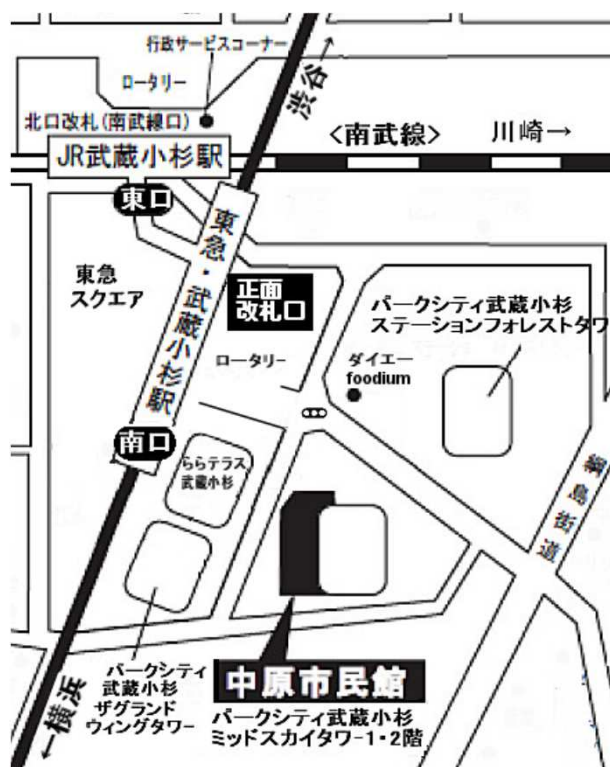 行政サービスコーナー
ロータリー
渋谷→
北口改札(南武線口)
<南武線>
川崎→
JR武蔵小杉駅
東口
東急・武蔵小杉駅
東急
スクエア
正面
改札口
パークシティ武蔵小杉
ステーションフォレストタワ
ロータリー
ダイエー
foodium
南口
ららテラス
武蔵小杉
綱島街道
パークシティ
武蔵小杉
ザグランド
ウィングタワー
中原市民館
パークシティ武蔵小杉
ミッドスカイタワー1・2階
←横浜